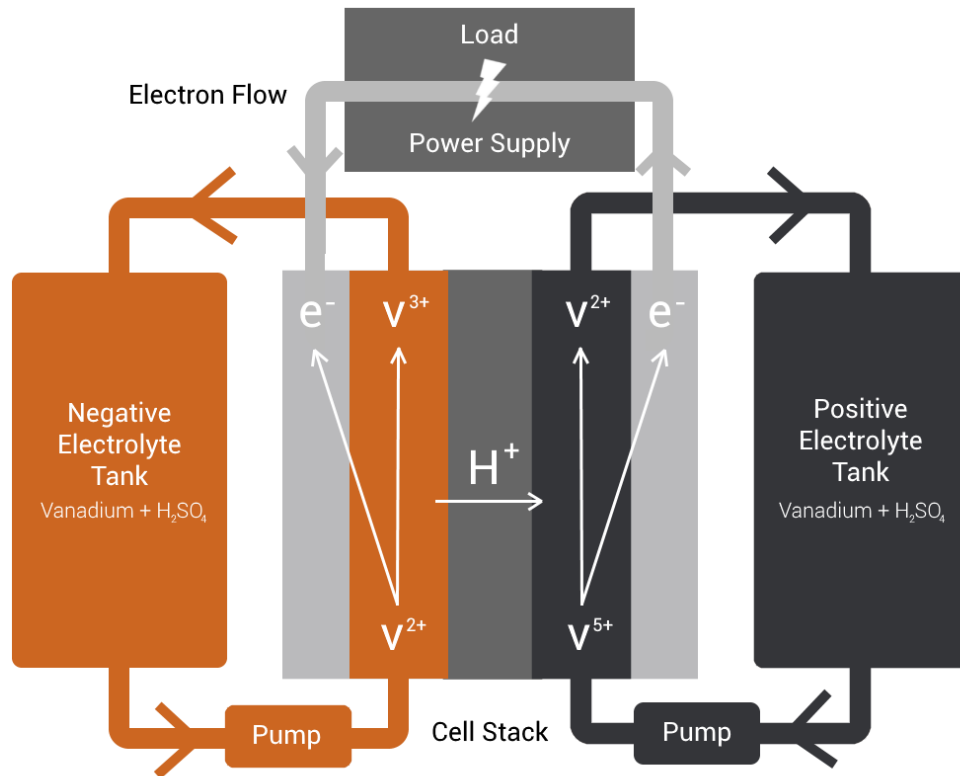 Load
Electron Flow
Power Supply
e⁻
v³⁺
v²⁺
e⁻
Negative
Electrolyte
Tank
Vanadium + H₂SO₄
H⁺
Positive
Electrolyte
Tank
Vanadium + H₂SO₄
v²⁺
v⁵⁺
Pump
Cell Stack
Pump